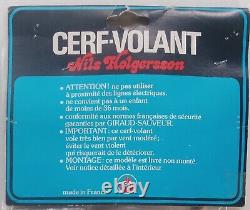 CERF-VOLANT
Nils Holgersson
• ATTENTION! ne pas utiliser
à proximité des lignes électriques.
• ne convient pas à un enfant
de moins de 36 mois.
• conformité aux normes françaises de sécurité
garanties par GIRAUD-SAUVEUR.
• IMPORTANT: ce cerf-volant
vole très bien par vent modéré;
éviter le vent violent
qui risquerait de le détériorer.
• MONTAGE: ce modèle est livré non monté.
Voir notice détaillée à l'intérieur
made in France